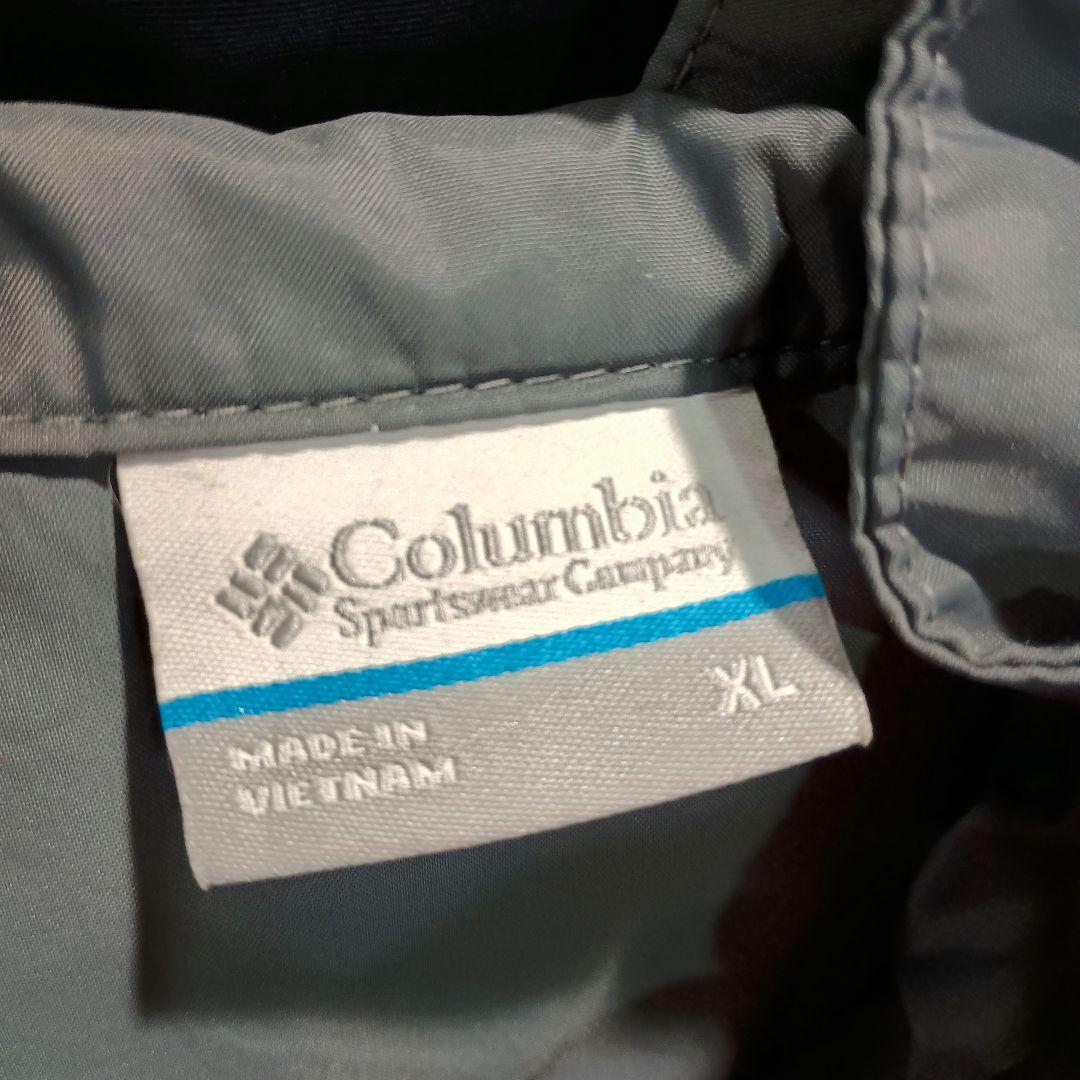 Columbia
Sportswear Company
XL
MADE IN
VIETNAM